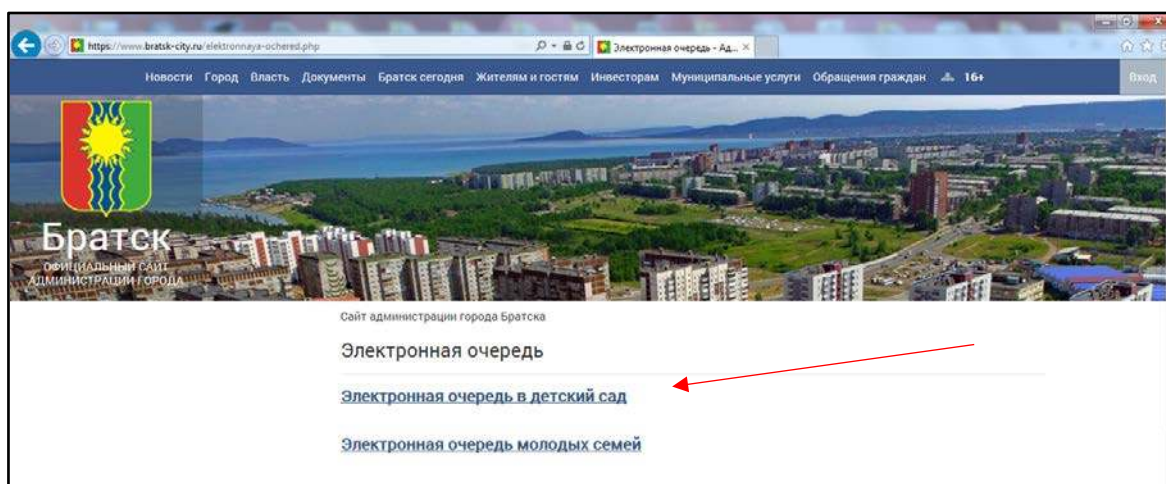 https://www.bratsk-city.ru/elektronnaya-ochered.php
Электронная очередь - Ад...
Новости Город Власть Документы Братск сегодня Жителям и гостям Инвесторам Муниципальные услуги Обращения граждан 16+ Вход
Братск
ОФИЦИАЛЬНЫЙ САЙТ
АДМИНИСТРАЦИИ ГОРОДА
Сайт администрации города Братска
Электронная очередь
Электронная очередь в детский сад
Электронная очередь молодых семей